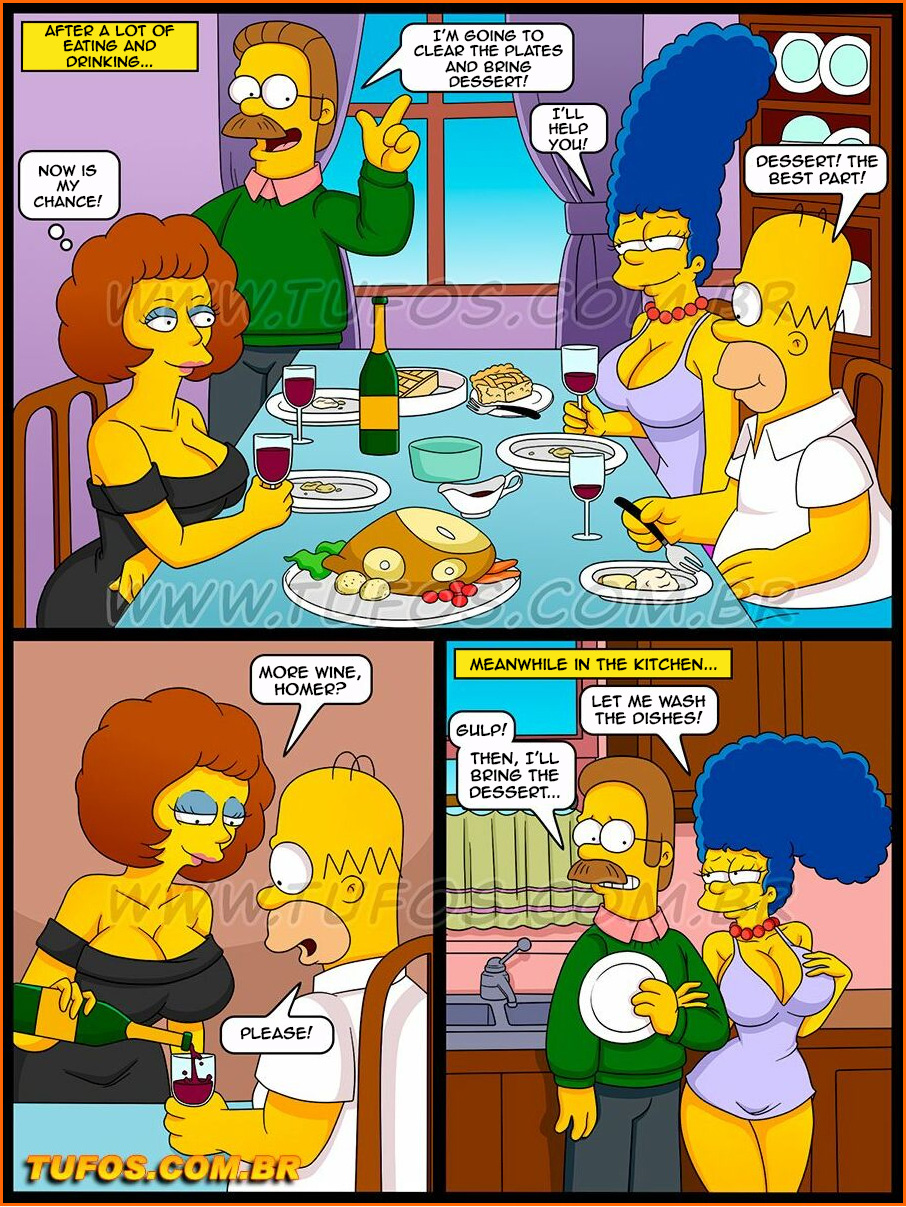 AFTER A LOT OF
EATING AND
DRINKING...
I'M GOING TO
CLEAR THE PLATES
AND BRING
DESSERT!
I'LL
HELP
YOU!
DESSERT! THE
BEST PART!
NOW IS
MY
CHANCE!
WWW.TUFOS.COM.BR
WWW.TUFOS.COM.BR
MORE WINE,
HOMER?
PLEASE!
MEANWHILE IN THE KITCHEN...
LET ME WASH
THE DISHES!
GULP!
THEN, I'LL
BRING THE
DESSERT...
WWW.TUFOS.COM.BR
TUFOS.COM.BR